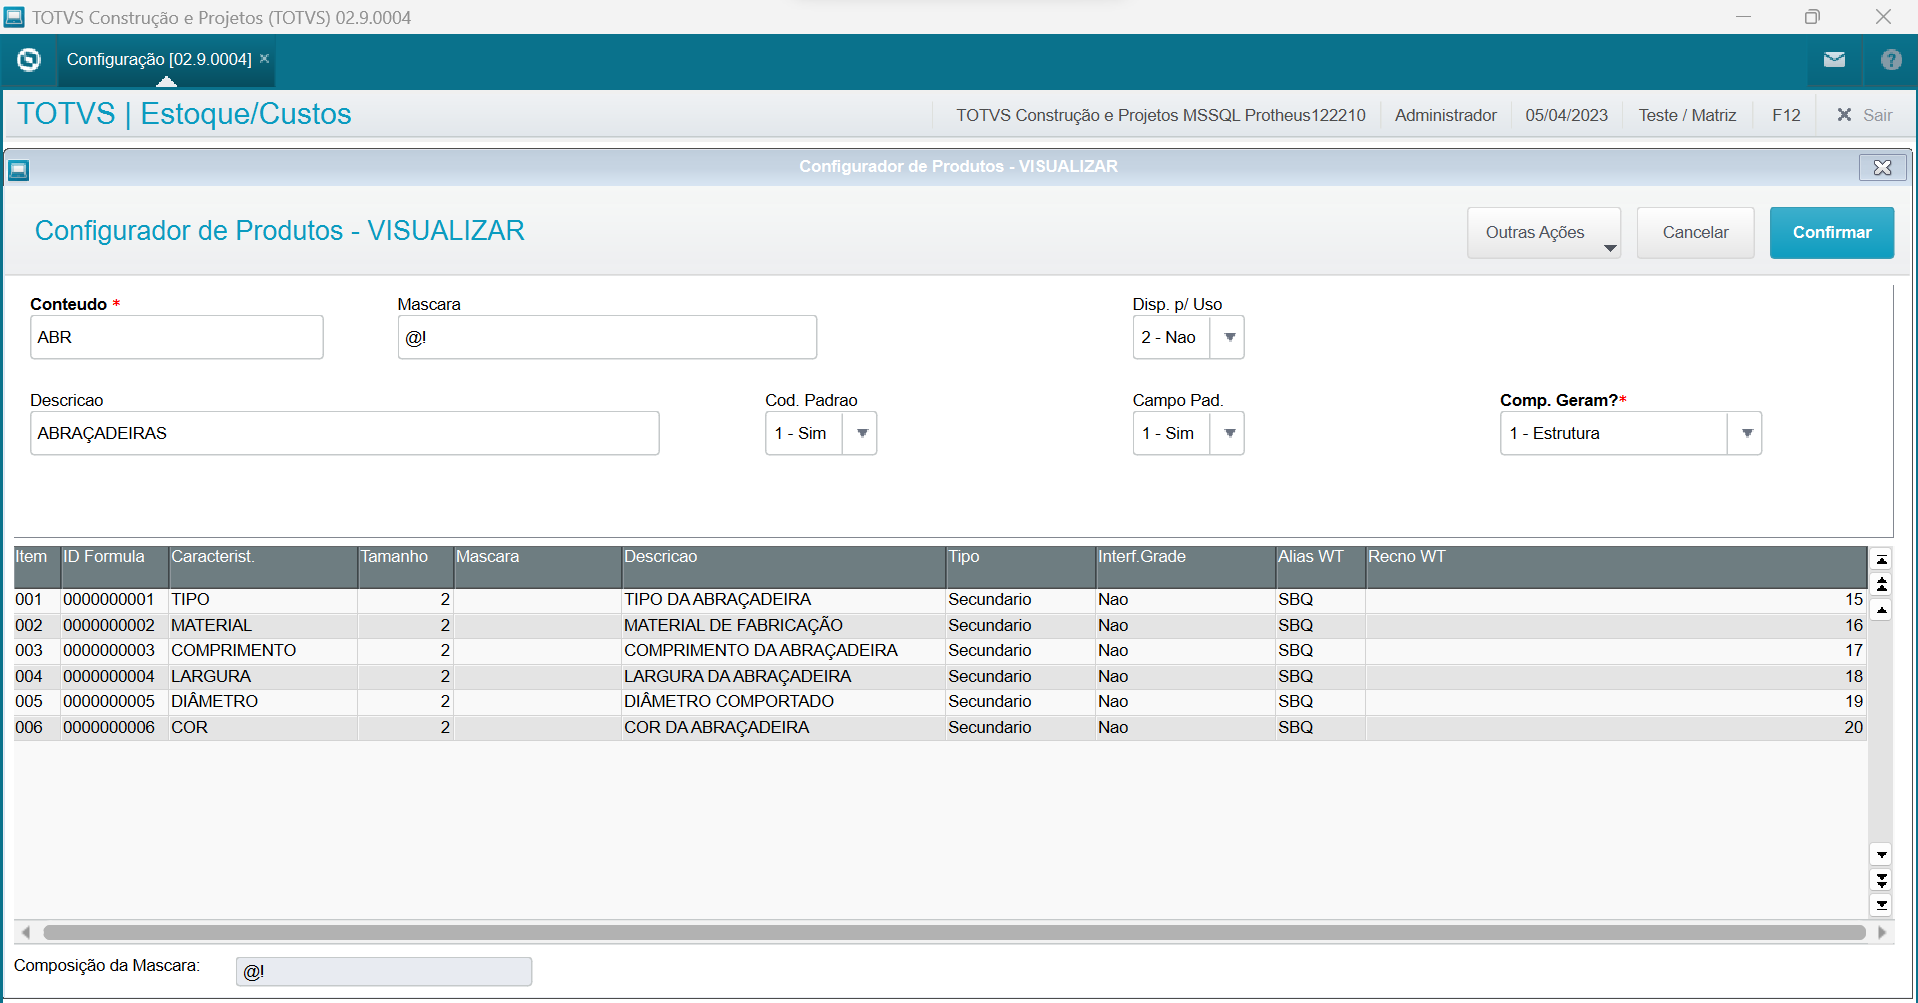 TOTVS Construção e Projetos (TOTVS) 02.9.0004
Configuração [02.9.0004] ×
TOTVS | Estoque/Custos
TOTVS Construção e Projetos MSSQL Protheus122210 Administrador 05/04/2023 Teste / Matriz F12 Sair
Configurador de Produtos - VISUALIZAR
Configurador de Produtos - VISUALIZAR
Outras Ações Cancelar Confirmar
Conteudo * Mascara Disp. p/ Uso
ABR @! 2 - Nao
Descricao Cod. Padrao Campo Pad. Comp. Geram?*
ABRAÇADEIRAS 1 - Sim 1 - Sim 1 - Estrutura
Item ID Formula Caracterist. Tamanho Mascara Descricao Tipo Interf.Grade Alias WT Recno WT
001 0000000001 TIPO 2 TIPO DA ABRAÇADEIRA Secundario Nao SBQ 15
002 0000000002 MATERIAL 2 MATERIAL DE FABRICAÇÃO Secundario Nao SBQ 16
003 0000000003 COMPRIMENTO 2 COMPRIMENTO DA ABRAÇADEIRA Secundario Nao SBQ 17
004 0000000004 LARGURA 2 LARGURA DA ABRAÇADEIRA Secundario Nao SBQ 18
005 0000000005 DIÂMETRO 2 DIÂMETRO COMPORTADO Secundario Nao SBQ 19
006 0000000006 COR 2 COR DA ABRAÇADEIRA Secundario Nao SBQ 20
Composição da Mascara: @!